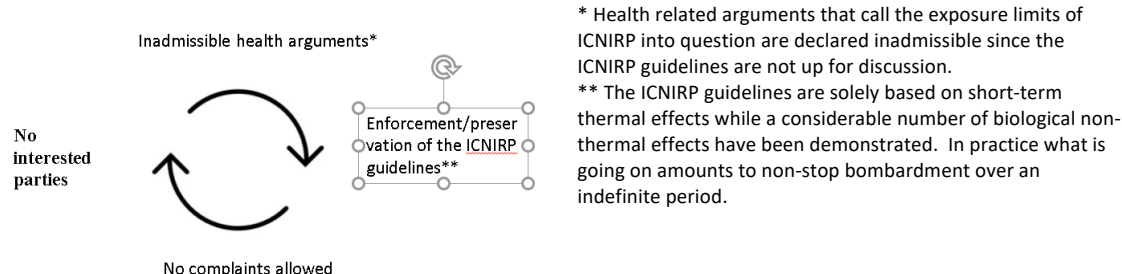 Inadmissible health arguments*
No
interested
parties
Enforcement/preser
vation of the ICNIRP
guidelines**
No complaints allowed
* Health related arguments that call the exposure limits of
ICNIRP into question are declared inadmissible since the
ICNIRP guidelines are not up for discussion.
** The ICNIRP guidelines are solely based on short-term
thermal effects while a considerable number of biological non-
thermal effects have been demonstrated.  In practice what is
going on amounts to non-stop bombardment over an
indefinite period.